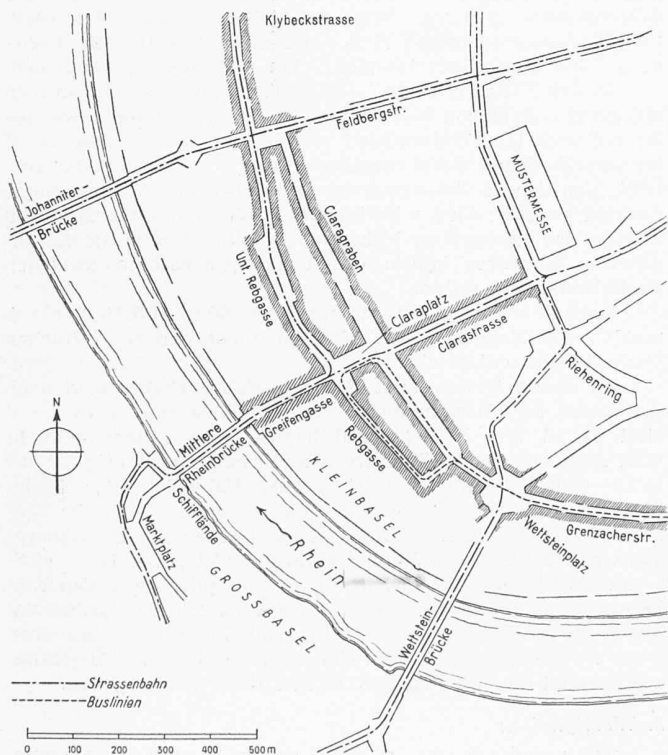 Klybeckstrasse
Feldbergstr.
Johanniter-
Brücke
MUSTERMESSE
Claragraben
Unt. Rebgasse
Claraplatz
Clarastrasse
Riehenring
Mittlere
Rheinbrücke
Greifengasse
Rebgasse
N
KLEINBASEL
Schifflände
Marktplatz
Rhein
GROSSBASEL
Grenzacherstr.
Wettsteinplatz
Wettstein-
Brücke
Strassenbahn
Buslinien
0 100 200 300 400 500 m